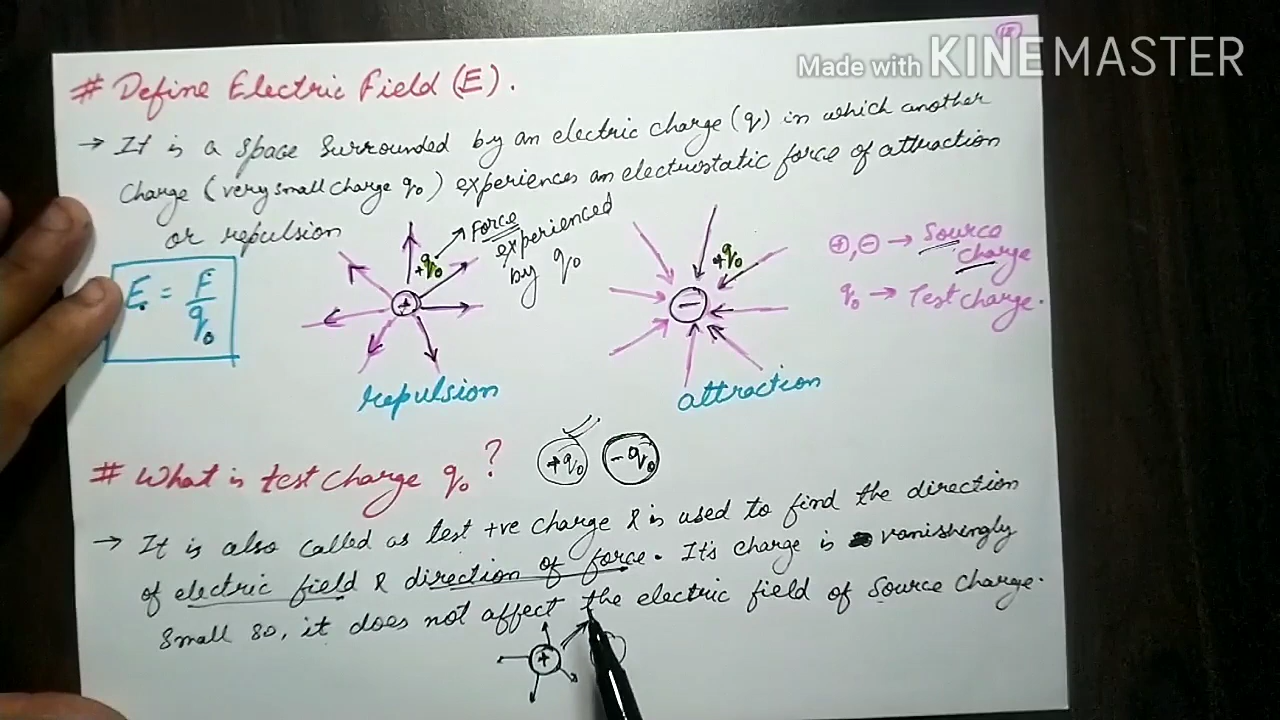 18
Made with KINEMASTER
# Define Electric Field (E).
→ It is a space surrounded by an electric charge (q) in which another
charge (very small charge q₀) experiences an electrostatic force of attraction
or repulsion
E = F / q₀
+q₀
Force
experienced
by q₀
+
repulsion
+q₀
−
attraction
⊕,⊖ → Source
charge
q₀ → Test charge.
# What is test charge q₀ ?
+q₀ −q₀
→ It is also called as test +ve charge & is used to find the direction
of electric field & direction of force. It's charge is vanishingly
small so, it does not affect the electric field of source charge.
+